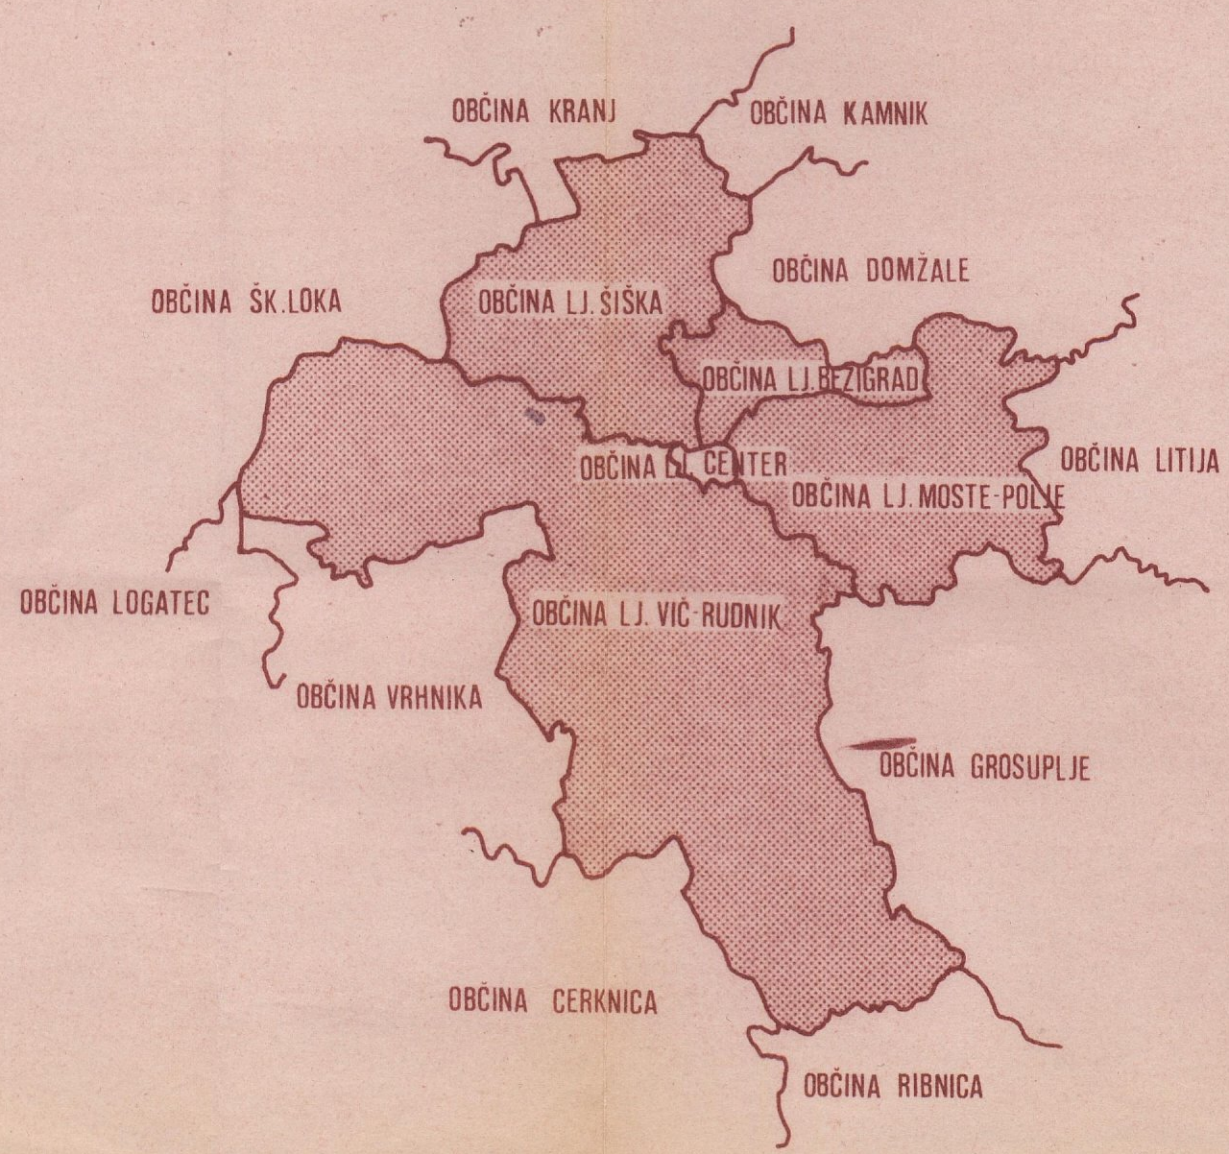 OBČINA KRANJ
OBČINA KAMNIK
OBČINA DOMŽALE
OBČINA ŠK.LOKA
OBČINA LJ. ŠIŠKA
OBČINA LJ. BEZIGRAD
OBČINA LJ. CENTER
OBČINA LITIJA
OBČINA LJ. MOSTE-POLJE
OBČINA LOGATEC
OBČINA LJ. VIČ-RUDNIK
OBČINA VRHNIKA
OBČINA GROSUPLJE
OBČINA CERKNICA
OBČINA RIBNICA